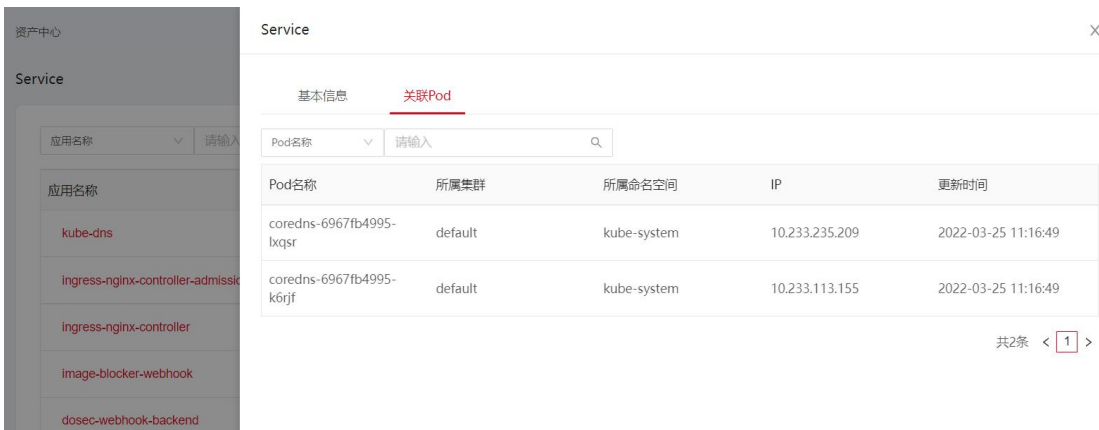 资产中心
Service
应用名称 请输入
应用名称
kube-dns
ingress-nginx-controller-admissic
ingress-nginx-controller
image-blocker-webhook
dosec-webhook-backend
Service
基本信息 关联Pod
Pod名称 请输入
Pod名称 所属集群 所属命名空间 IP 更新时间
coredns-6967fb4995-
lxqsr default kube-system 10.233.235.209 2022-03-25 11:16:49
coredns-6967fb4995-
k6rjf default kube-system 10.233.113.155 2022-03-25 11:16:49
共2条 < 1 >